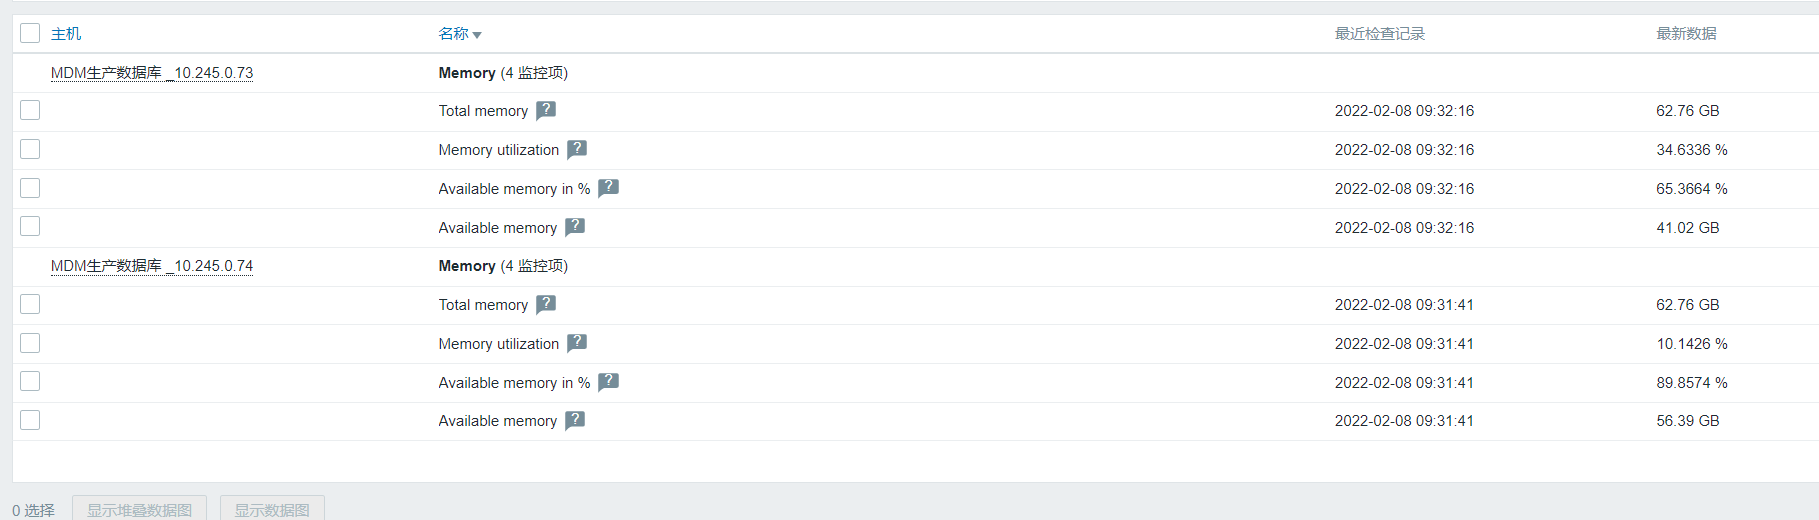 主机 名称 最近检查记录 最新数据
MDM生产数据库 _10.245.0.73 Memory (4 监控项)
Total memory ? 2022-02-08 09:32:16 62.76 GB
Memory utilization ? 2022-02-08 09:32:16 34.6336 %
Available memory in % ? 2022-02-08 09:32:16 65.3664 %
Available memory ? 2022-02-08 09:32:16 41.02 GB
MDM生产数据库 _10.245.0.74 Memory (4 监控项)
Total memory ? 2022-02-08 09:31:41 62.76 GB
Memory utilization ? 2022-02-08 09:31:41 10.1426 %
Available memory in % ? 2022-02-08 09:31:41 89.8574 %
Available memory ? 2022-02-08 09:31:41 56.39 GB
0 选择 显示堆叠数据图 显示数据图